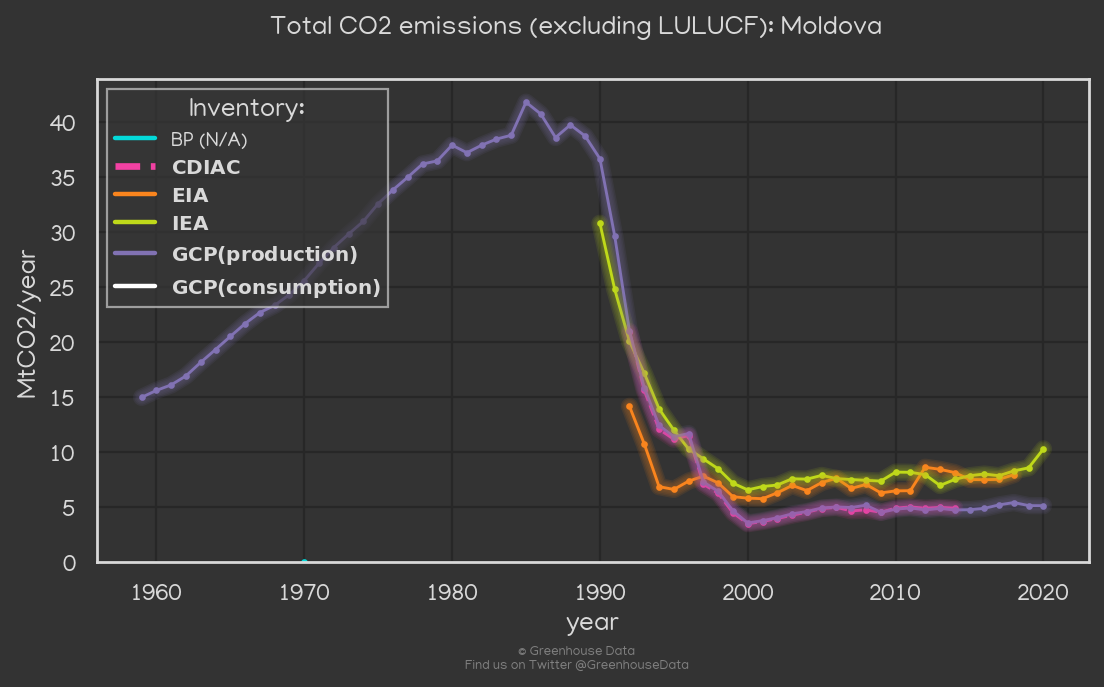 Total CO2 emissions (excluding LULUCF): Moldova
Inventory:
BP (N/A)
CDIAC
EIA
IEA
GCP(production)
GCP(consumption)
MtCO2/year
40
35
30
25
20
15
10
5
0
1960 1970 1980 1990 2000 2010 2020
year
© Greenhouse Data
Find us on Twitter @GreenhouseData